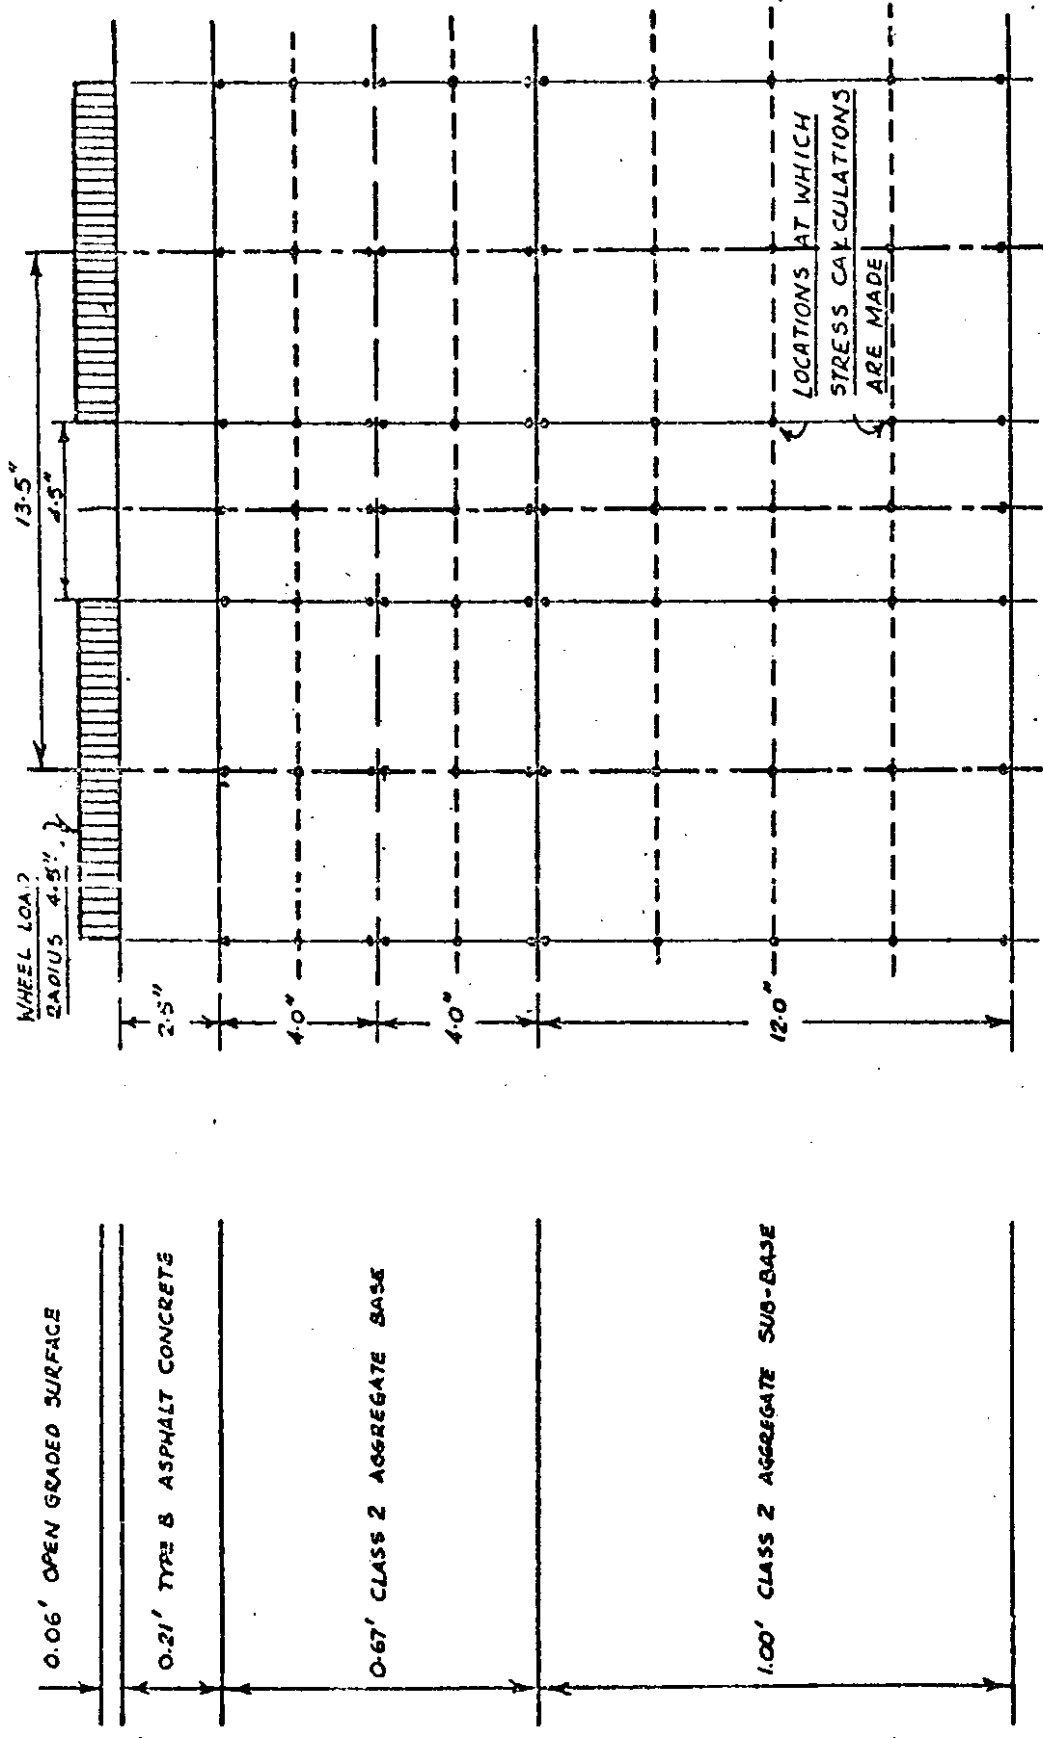 0.06' OPEN GRADED SURFACE
0.21' TYPE B ASPHALT CONCRETE
0.67' CLASS 2 AGGREGATE BASE
1.00' CLASS 2 AGGREGATE SUB-BASE
WHEEL LOAD
RADIUS 4.5"
13.5"
4.5"
2.5"
4.0"
4.0"
12.0"
LOCATIONS AT WHICH
STRESS CALCULATIONS
ARE MADE